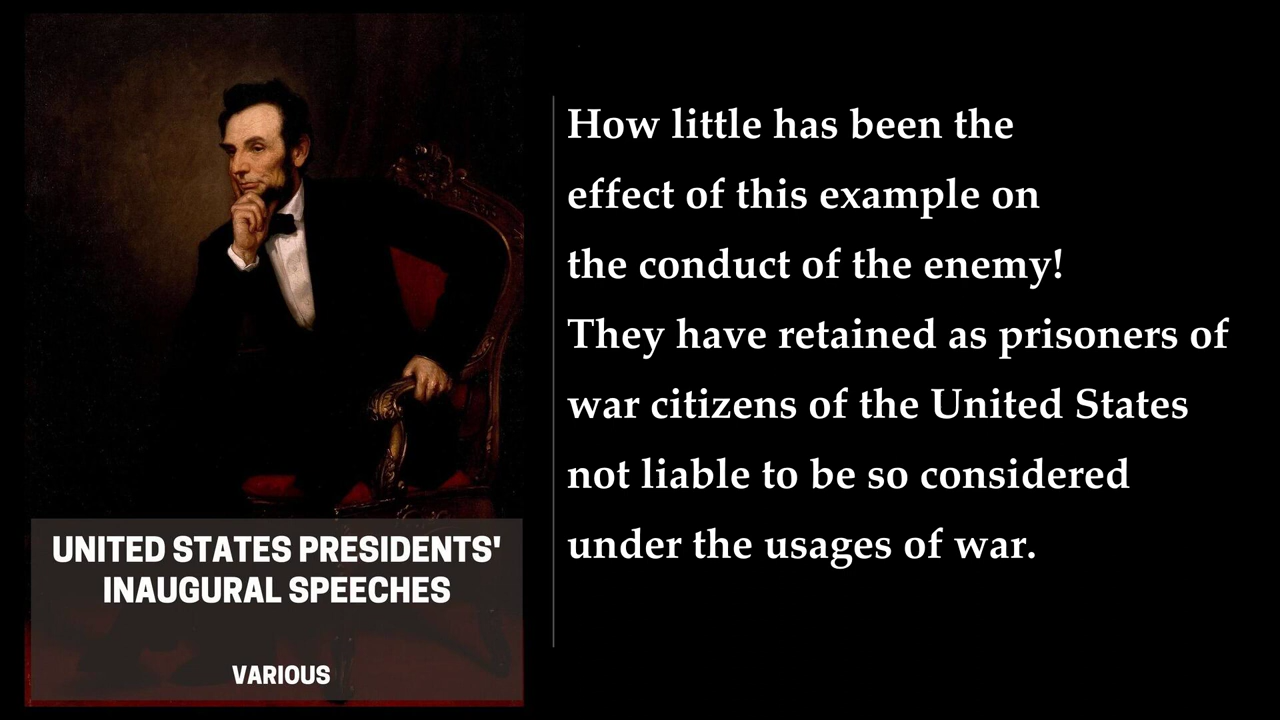 UNITED STATES PRESIDENTS'
INAUGURAL SPEECHES
VARIOUS
How little has been the
effect of this example on
the conduct of the enemy!
They have retained as prisoners of
war citizens of the United States
not liable to be so considered
under the usages of war.